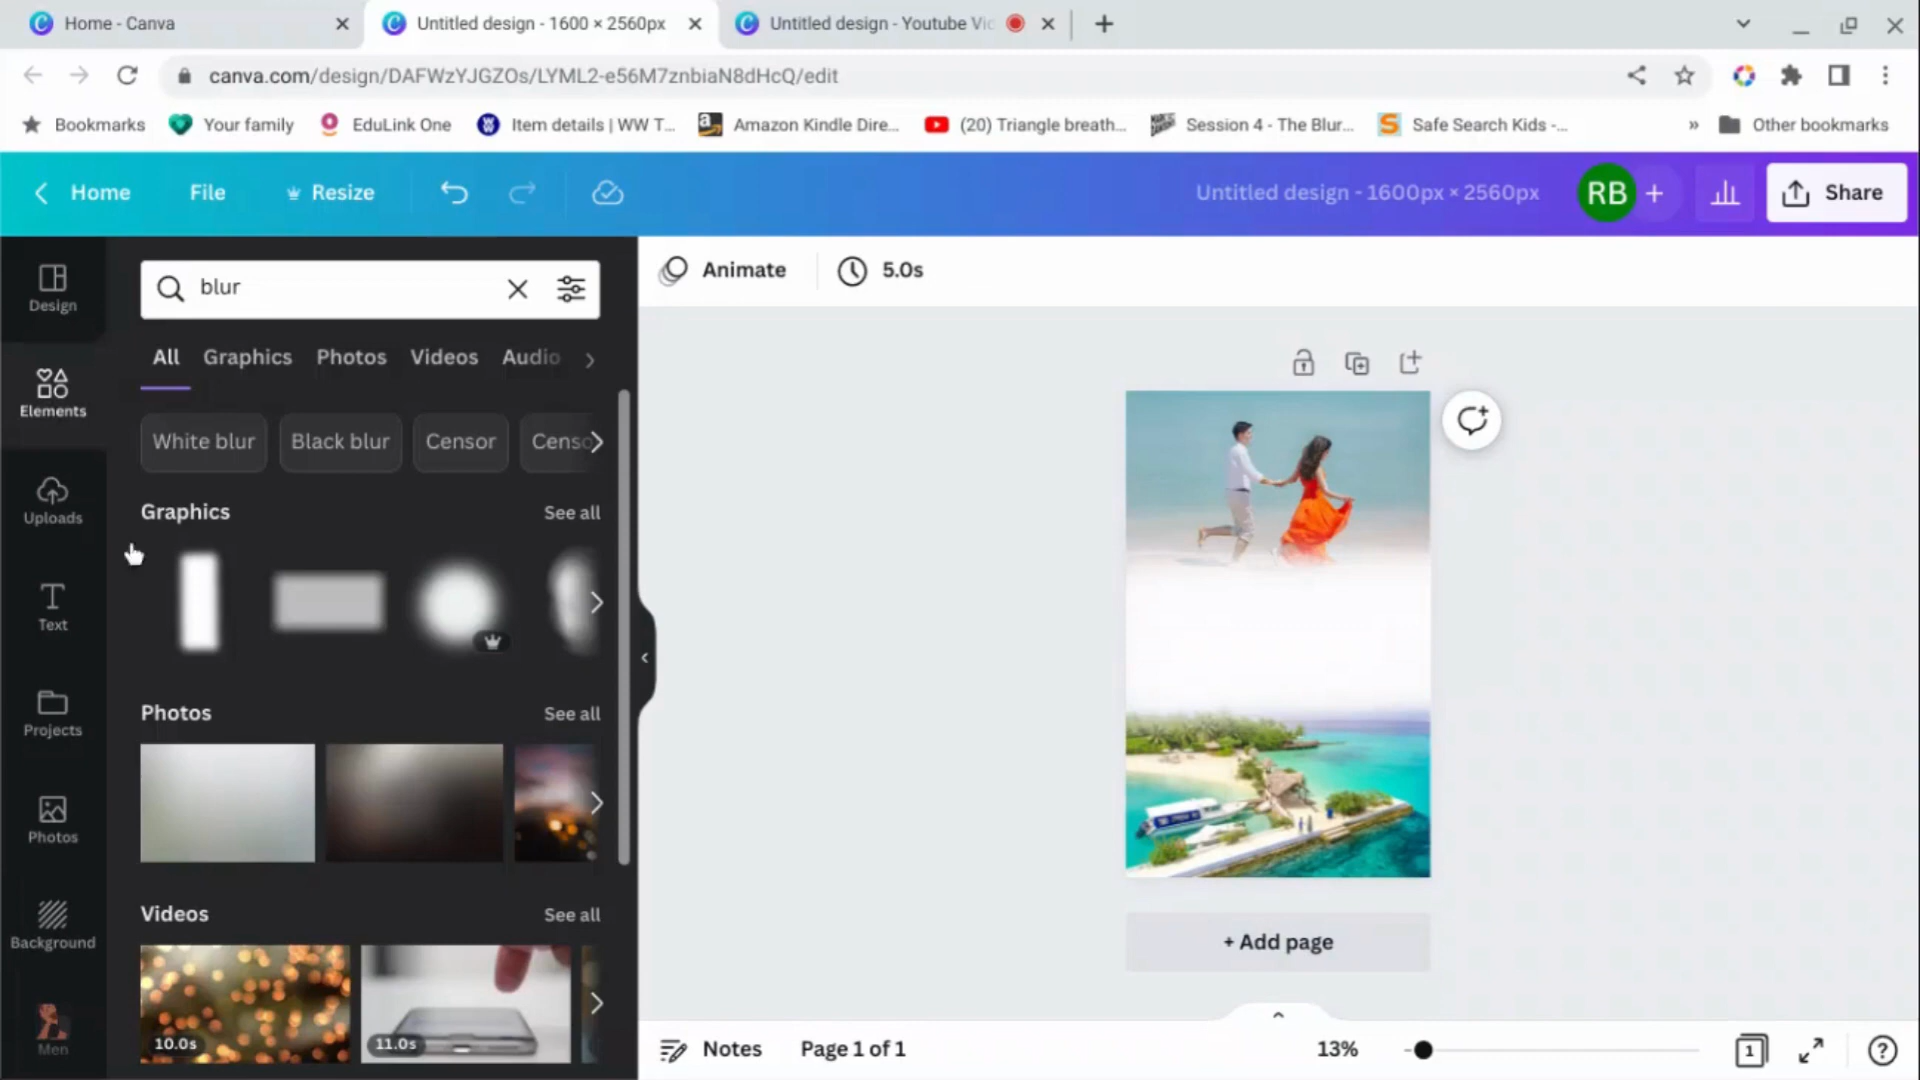 Home - Canva
Untitled design - 1600 × 2560px
Untitled design - Youtube Vi
canva.com/design/DAFWzYJGZOs/LYML2-e56M7znbiaN8dHcQ/edit
Bookmarks
Your family
EduLink One
Item details | WW T...
Amazon Kindle Dire...
(20) Triangle breath...
Session 4 - The Blur...
Safe Search Kids -...
»
Other bookmarks
Home
File
Resize
Untitled design - 1600px × 2560px
RB
+
Share
Design
Elements
Uploads
Text
Projects
Photos
Background
Men
blur
All
Graphics
Photos
Videos
Audio
White blur
Black blur
Censor
Censo
Graphics
See all
Photos
See all
Videos
See all
10.0s
11.0s
Animate
5.0s
+ Add page
Notes
Page 1 of 1
13%
1
?